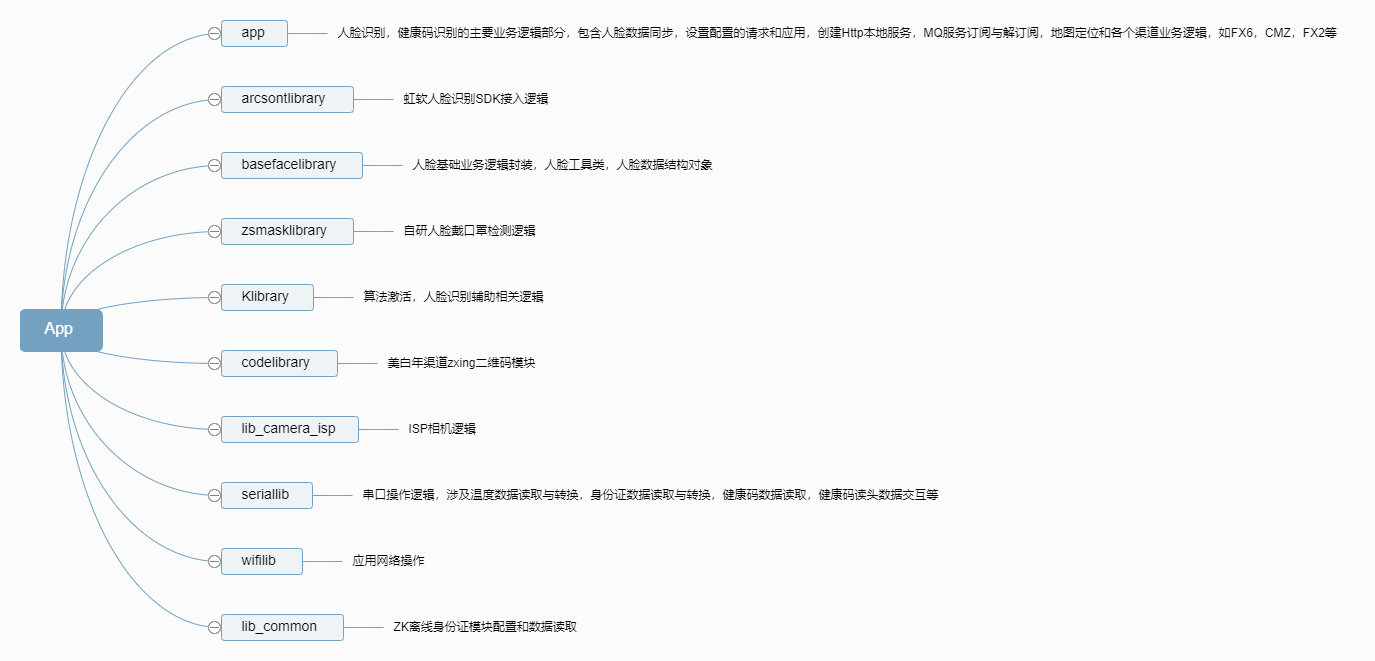 app
人脸识别，健康码识别的主要业务逻辑部分，包含人脸数据同步，设置配置的请求和应用，创建Http本地服务，MQ服务订阅与解订阅，地图定位和各个渠道业务逻辑，如FX6，CMZ，FX2等
arcsontlibrary
虹软人脸识别SDK接入逻辑
basefacelibrary
人脸基础业务逻辑封装，人脸工具类，人脸数据结构对象
zsmasklibrary
自研人脸戴口罩检测逻辑
Klibrary
算法激活，人脸识别辅助相关逻辑
App
codelibrary
美白年渠道zxing二维码模块
lib_camera_isp
ISP相机逻辑
seriallib
串口操作逻辑，涉及温度数据读取与转换，身份证数据读取与转换，健康码数据读取，健康码读头数据交互等
wifilib
应用网络操作
lib_common
ZK离线身份证模块配置和数据读取